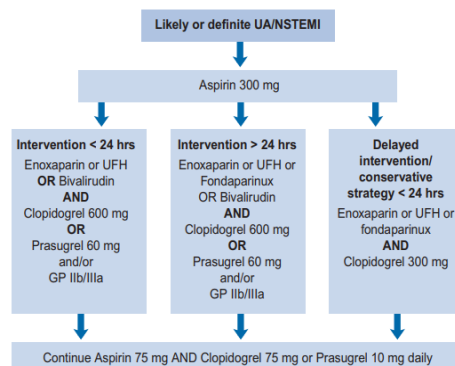 Likely or definite UA/NSTEMI
Aspirin 300 mg
Intervention < 24 hrs
Enoxaparin or UFH
OR Bivalirudin
AND
Clopidogrel 600 mg
OR
Prasugrel 60 mg
and/or
GP IIb/IIIa
Intervention > 24 hrs
Enoxaparin or UFH or
Fondaparinux
OR Bivalirudin
AND
Clopidogrel 600 mg
OR
Prasugrel 60 mg
and/or
GP IIb/IIIa
Delayed
intervention/
conservative
strategy < 24 hrs
Enoxaparin or UFH or
fondaparinux
AND
Clopidogrel 300 mg
Continue Aspirin 75 mg AND Clopidogrel 75 mg or Prasugrel 10 mg daily